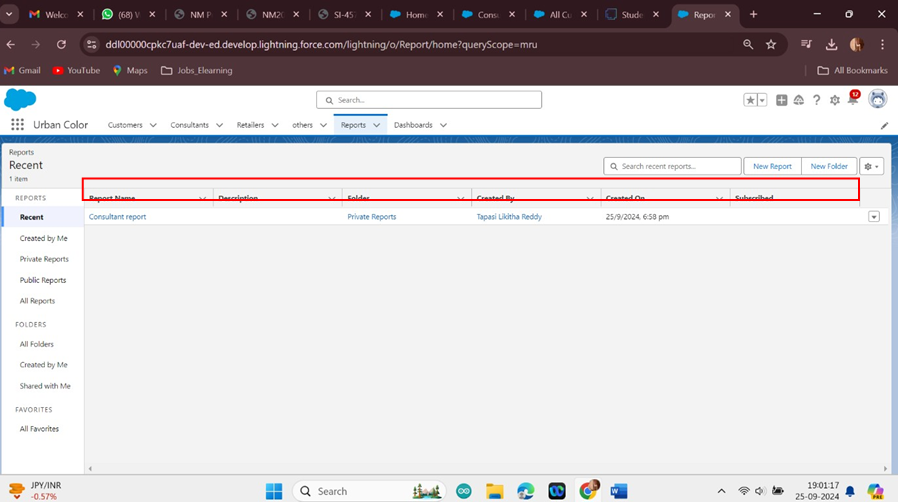 Welco
(68) W
NM P
NM20
SI-457
Home
Consu
All Cu
Stude
Repor
ddl00000cpkc7uaf-dev-ed.develop.lightning.force.com/lightning/o/Report/home?queryScope=mru
Gmail
YouTube
Maps
Jobs_Elearning
All Bookmarks
Search...
12
Urban Color
Customers
Consultants
Retailers
others
Reports
Dashboards
Reports
Recent
1 item
Search recent reports...
New Report
New Folder
REPORTS
Report Name
Description
Folder
Created By
Created On
Subscribed
Recent
Consultant report
Private Reports
Tapasi Likitha Reddy
25/9/2024, 6:58 pm
Created by Me
Private Reports
Public Reports
All Reports
FOLDERS
All Folders
Created by Me
Shared with Me
FAVORITES
All Favorites
JPY/INR
-0.57%
Search
19:01:17
25-09-2024